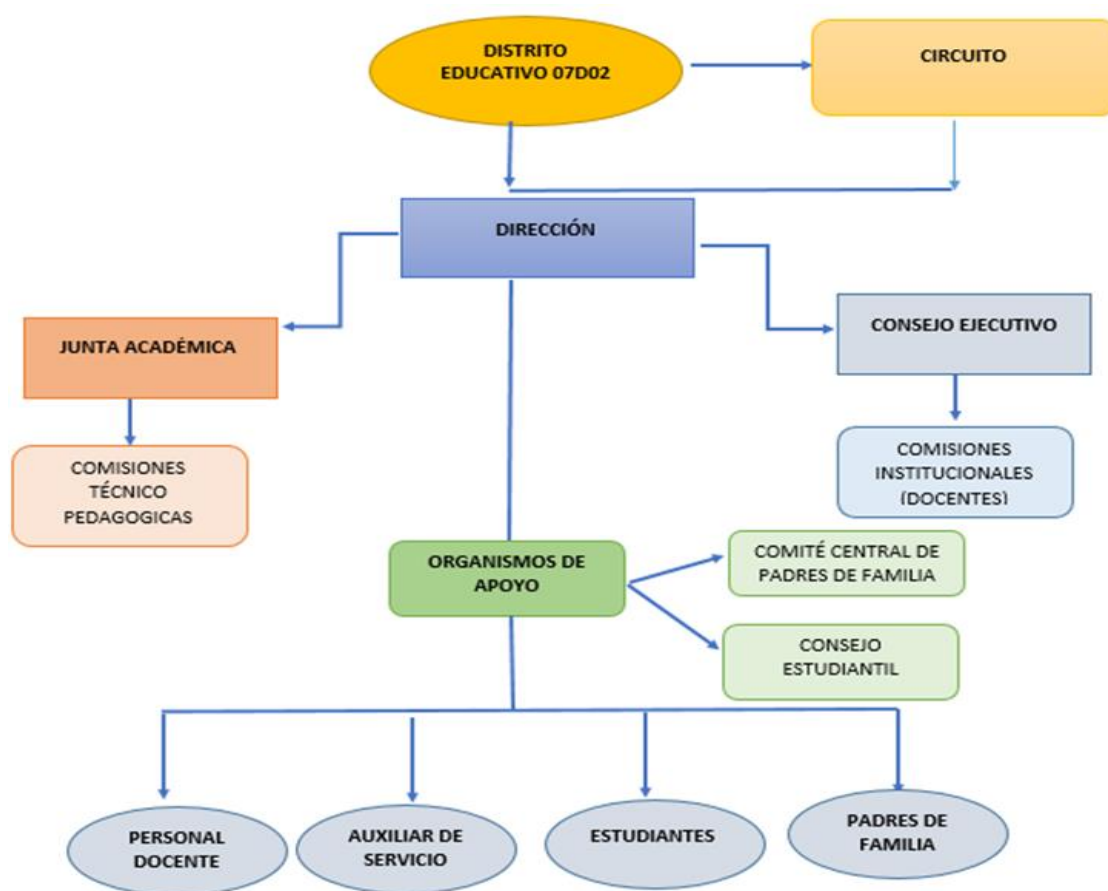 DISTRITO
EDUCATIVO 07D02
CIRCUITO
DIRECCIÓN
JUNTA ACADÉMICA
CONSEJO EJECUTIVO
COMISIONES
TÉCNICO
PEDAGOGICAS
COMISIONES
INSTITUCIONALES
(DOCENTES)
ORGANISMOS DE
APOYO
COMITÉ CENTRAL DE
PADRES DE FAMILIA
CONSEJO
ESTUDIANTIL
PERSONAL
DOCENTE
AUXILIAR DE
SERVICIO
ESTUDIANTES
PADRES DE
FAMILIA